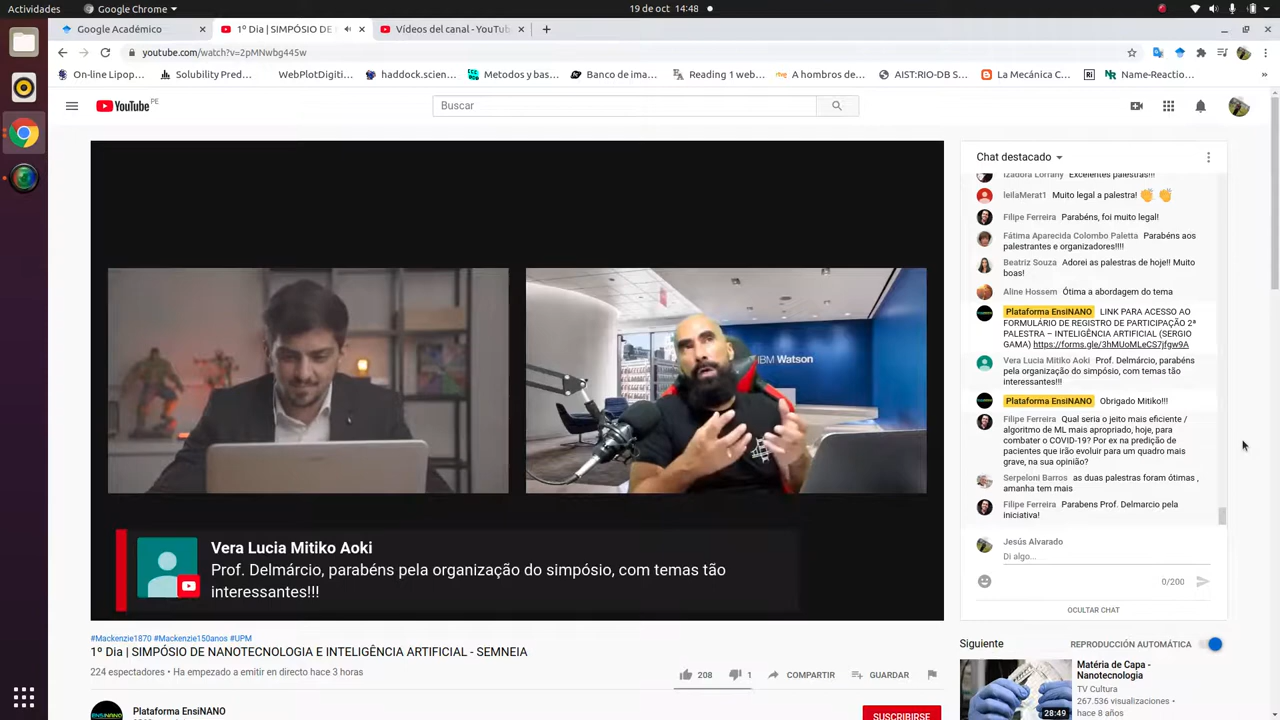 Actividades
Google Chrome
19 de oct 14:48
Google Académico
1º Dia | SIMPÓSIO DE
Vídeos del canal - YouTub
youtube.com/watch?v=2pMNwbg445w
On-line Lipop...
Solubility Pred...
WebPlotDigiti...
haddock.scien...
Metodos y bas...
Banco de ima...
Reading 1 web...
A hombros de...
AIST:RIO-DB S...
La Mecánica C...
Name-Reactio...
YouTube PE
Buscar
Chat destacado
Izadora Lorrany Excelentes palestras!!!
leilaMerat1 Muito legal a palestra!
Filipe Ferreira Parabéns, foi muito legal!
Fátima Aparecida Colombo Paletta Parabéns aos
palestrantes e organizadores!!!!
Beatriz Souza Adorei as palestras de hoje!! Muito
boas!
Aline Hossem Ótima a abordagem do tema
Plataforma EnsiNANO LINK PARA ACESSO AO
FORMULÁRIO DE REGISTRO DE PARTICIPAÇÃO 2ª
PALESTRA – INTELIGÊNCIA ARTIFICIAL (SERGIO
GAMA) https://forms.gle/3hMUoMLeCS7jfgw9A
Vera Lucia Mitiko Aoki Prof. Delmárcio, parabéns
pela organização do simpósio, com temas tão
interessantes!!!
Plataforma EnsiNANO Obrigado Mitiko!!!
Filipe Ferreira Qual seria o jeito mais eficiente /
algoritmo de ML mais apropriado, hoje, para
combater o COVID-19? Por ex na predição de
pacientes que irão evoluir para um quadro mais
grave, na sua opinião?
Serpeloni Barros as duas palestras foram ótimas ,
amanha tem mais
Filipe Ferreira Parabens Prof. Delmarcio pela
iniciativa!
Jesús Alvarado
Di algo...
0/200
OCULTAR CHAT
IBM Watson
Vera Lucia Mitiko Aoki
Prof. Delmárcio, parabéns pela organização do simpósio, com temas tão
interessantes!!!
#Mackenzie1870 #Mackenzie150anos #UPM
1º Dia | SIMPÓSIO DE NANOTECNOLOGIA E INTELIGÊNCIA ARTIFICIAL - SEMNEIA
224 espectadores • Ha empezado a emitir en directo hace 3 horas
208
1
COMPARTIR
GUARDAR
Plataforma EnsiNANO
SUSCRIBIRSE
Siguiente
REPRODUCCIÓN AUTOMÁTICA
Matéria de Capa -
Nanotecnologia
TV Cultura
267.536 visualizaciones •
hace 8 años
28:49